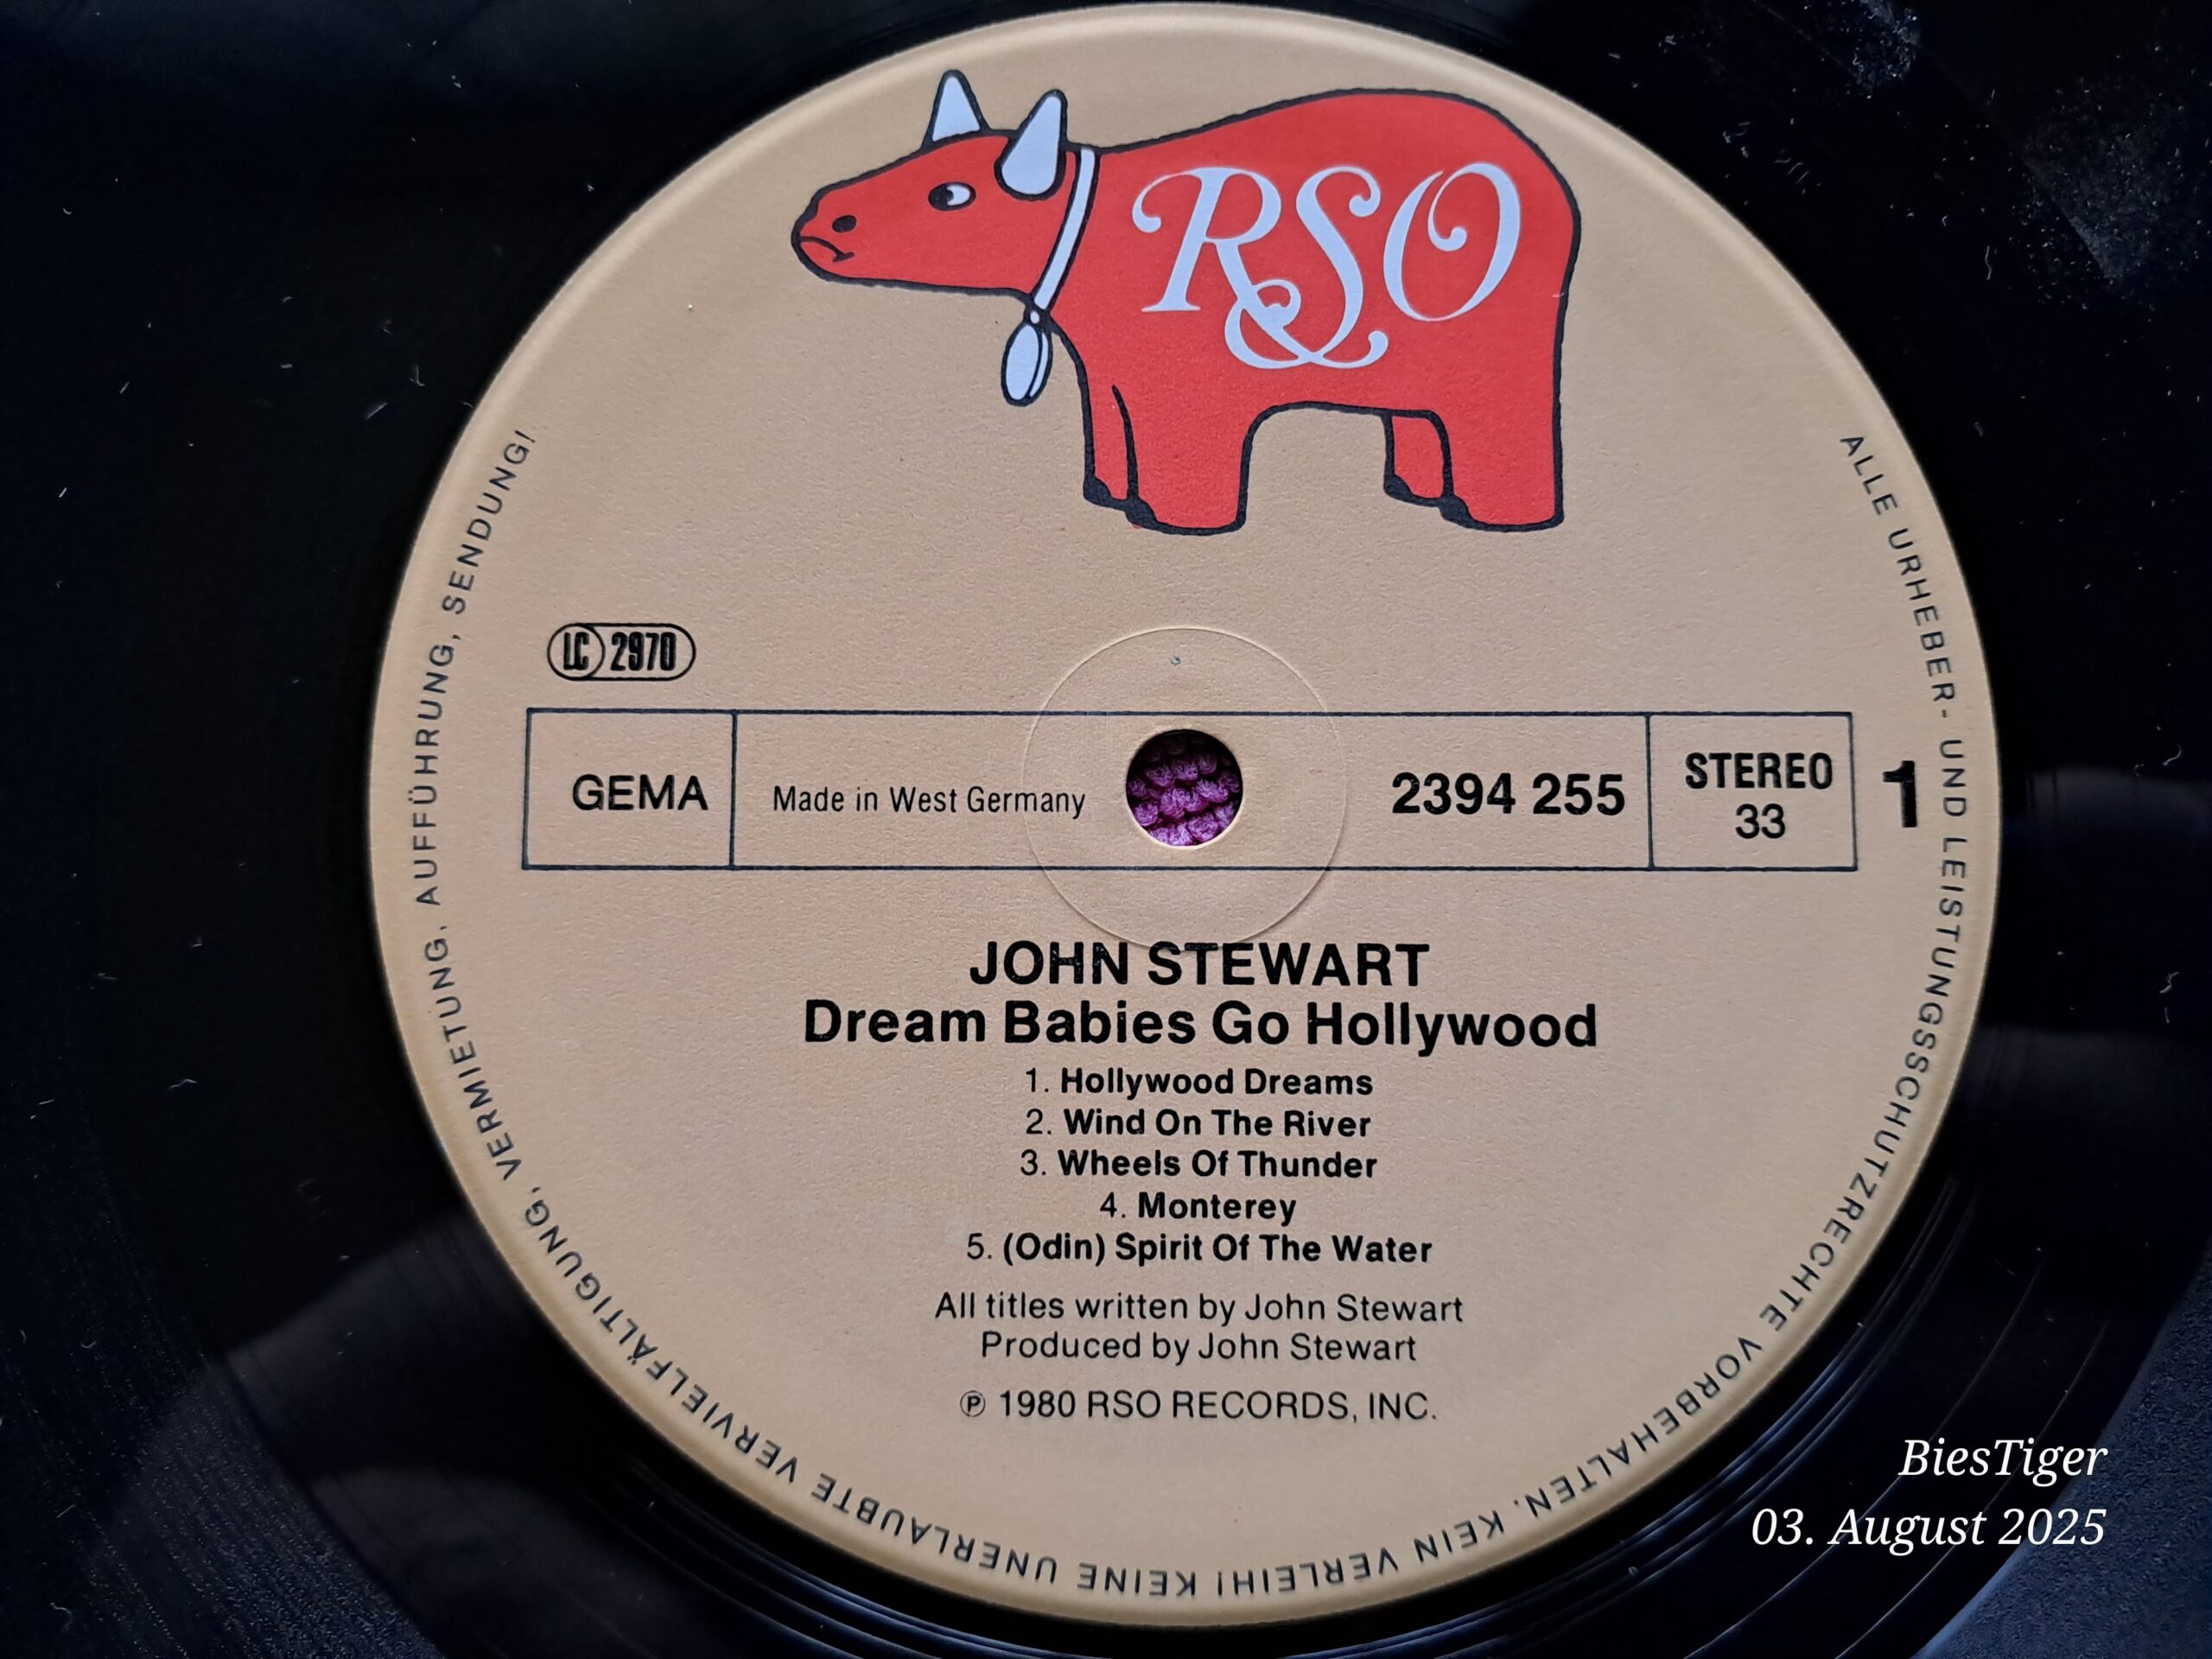 RSO
LC 2970
GEMA
Made in West Germany
2394 255
STEREO
33
1
JOHN STEWART
Dream Babies Go Hollywood
1. Hollywood Dreams
2. Wind On The River
3. Wheels Of Thunder
4. Monterey
5. (Odin) Spirit Of The Water
All titles written by John Stewart
Produced by John Stewart
℗ 1980 RSO RECORDS, INC.
ALLE URHEBER- UND LEISTUNGSSCHUTZRECHTE VORBEHALTEN. KEIN VERLEIH! KEINE UNERLAUBTE VERVIELFÄLTIGUNG, VERMIETUNG, AUFFÜHRUNG, SENDUNG!
BiesTiger
03. August 2025